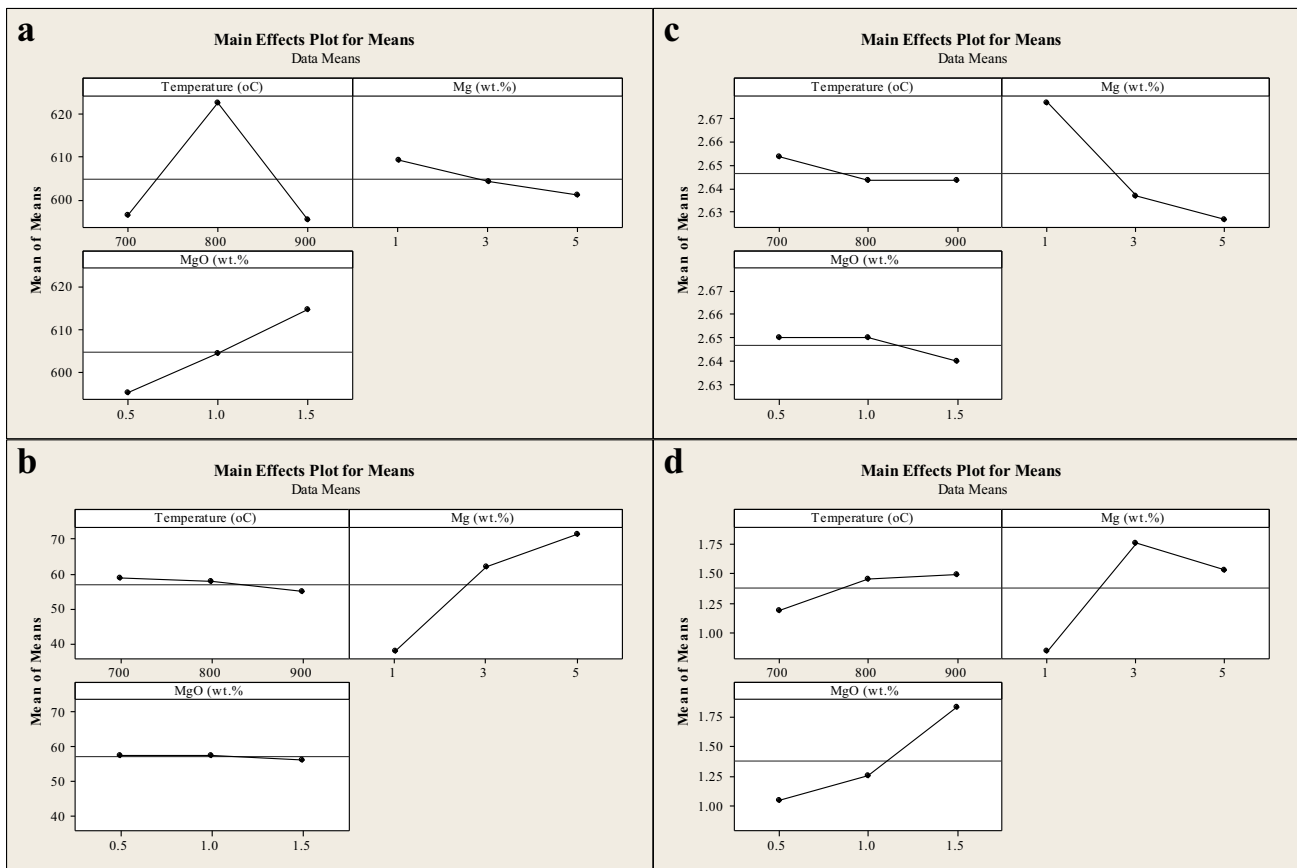 a
Main Effects Plot for Means
Data Means
Mean of Means
Temperature (oC)
Mg (wt.%)
620
610
600
700 800 900
1 3 5
MgO (wt.%
620
610
600
0.5 1.0 1.5
c
Main Effects Plot for Means
Data Means
Mean of Means
Temperature (oC)
Mg (wt.%)
2.67
2.66
2.65
2.64
2.63
700 800 900
1 3 5
MgO (wt.%
2.67
2.66
2.65
2.64
2.63
0.5 1.0 1.5
b
Main Effects Plot for Means
Data Means
Mean of Means
Temperature (oC)
Mg (wt.%)
70
60
50
40
700 800 900
1 3 5
MgO (wt.%
70
60
50
40
0.5 1.0 1.5
d
Main Effects Plot for Means
Data Means
Mean of Means
Temperature (oC)
Mg (wt.%)
1.75
1.50
1.25
1.00
700 800 900
1 3 5
MgO (wt.%
1.75
1.50
1.25
1.00
0.5 1.0 1.5